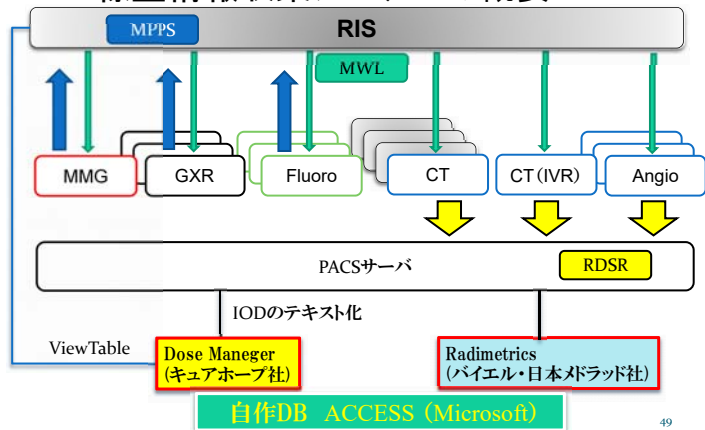 MPPS
RIS
MWL
MMG
GXR
Fluoro
CT
CT(IVR)
Angio
PACSサーバ
RDSR
IODのテキスト化
ViewTable
Dose Maneger
(キュアホープ社)
Radimetrics
(バイエル・日本メドラッド社)
自作DB ACCESS (Microsoft)
49